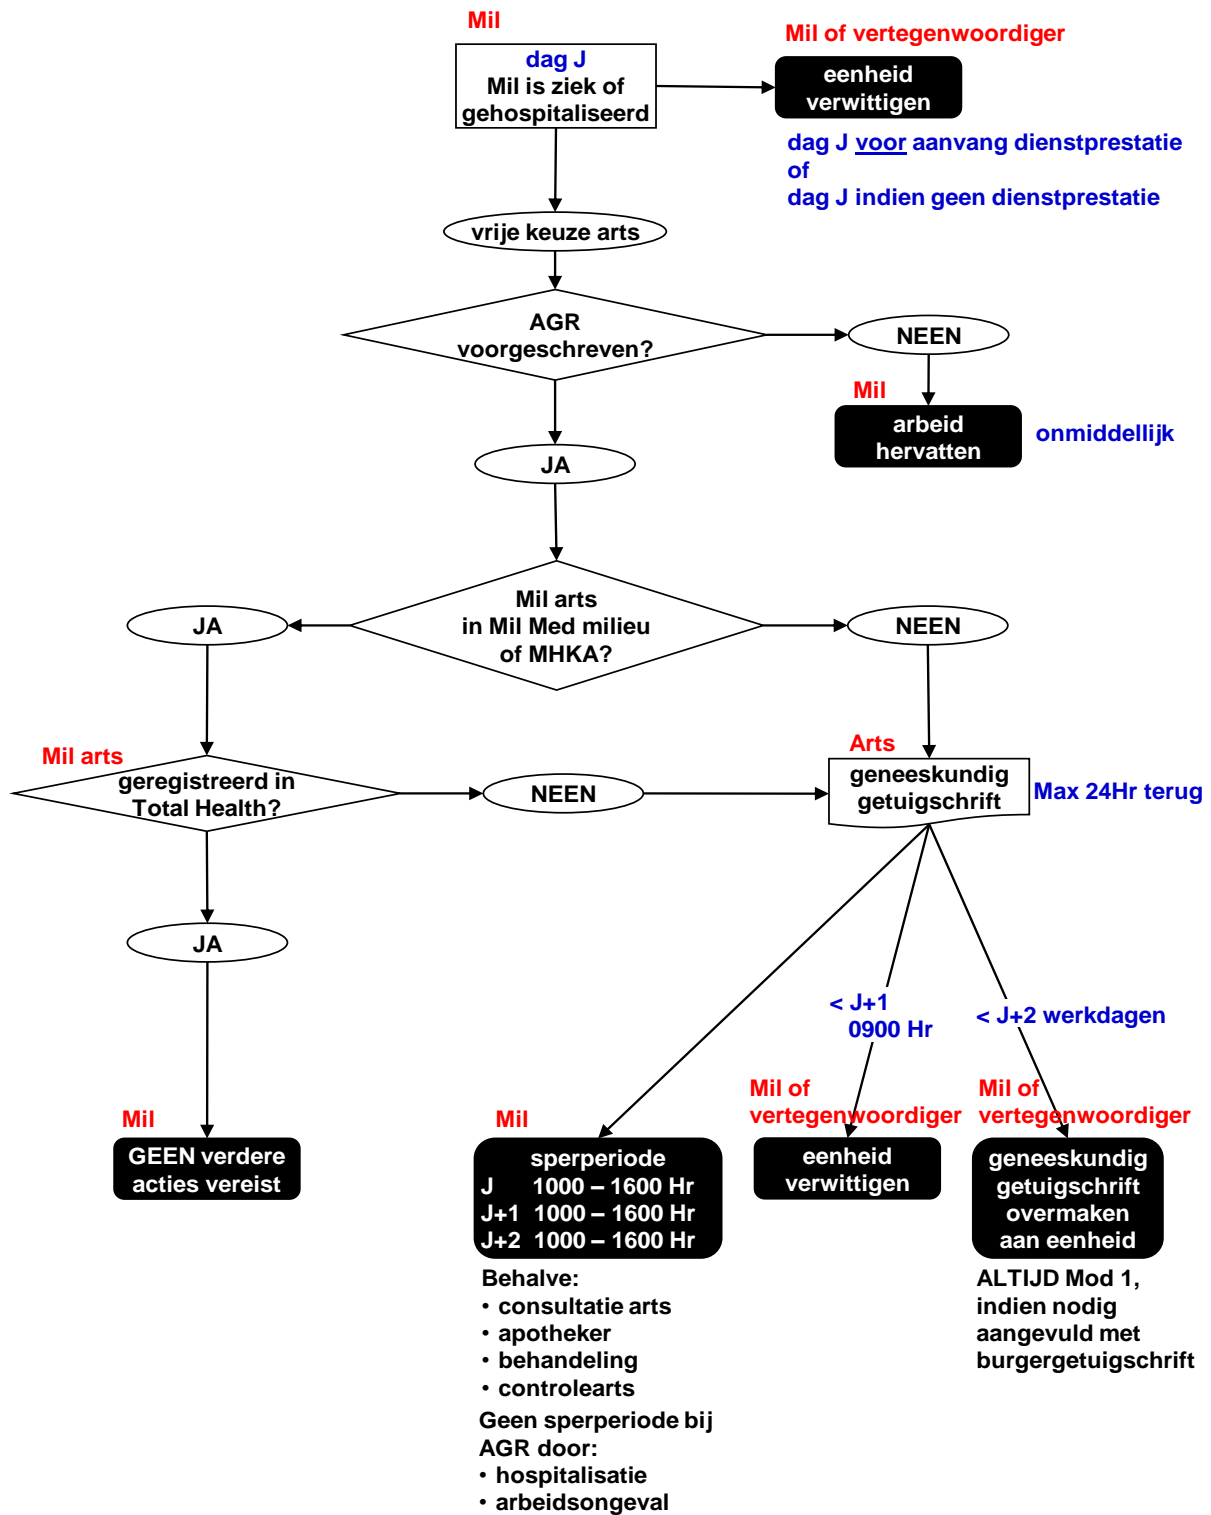 Mil
dag J
Mil is ziek of
gehospitaliseerd
Mil of vertegenwoordiger
eenheid
verwittigen
dag J voor aanvang dienstprestatie
of
dag J indien geen dienstprestatie
vrije keuze arts
AGR
voorgeschreven?
NEEN
Mil
arbeid
hervatten
onmiddellijk
JA
Mil arts
in Mil Med milieu
of MHKA?
JA
NEEN
Mil arts
geregistreerd in
Total Health?
NEEN
Arts
geneeskundig
getuigschrift
Max 24Hr terug
JA
< J+1
0900 Hr
< J+2 werkdagen
Mil
GEEN verdere
acties vereist
Mil
sperperiode
J 1000 – 1600 Hr
J+1 1000 – 1600 Hr
J+2 1000 – 1600 Hr
Behalve:
• consultatie arts
• apotheker
• behandeling
• controlearts
Geen sperperiode bij
AGR door:
• hospitalisatie
• arbeidsongeval
Mil of
vertegenwoordiger
eenheid
verwittigen
Mil of
vertegenwoordiger
geneeskundig
getuigschrift
overmaken
aan eenheid
ALTIJD Mod 1,
indien nodig
aangevuld met
burgergetuigschrift